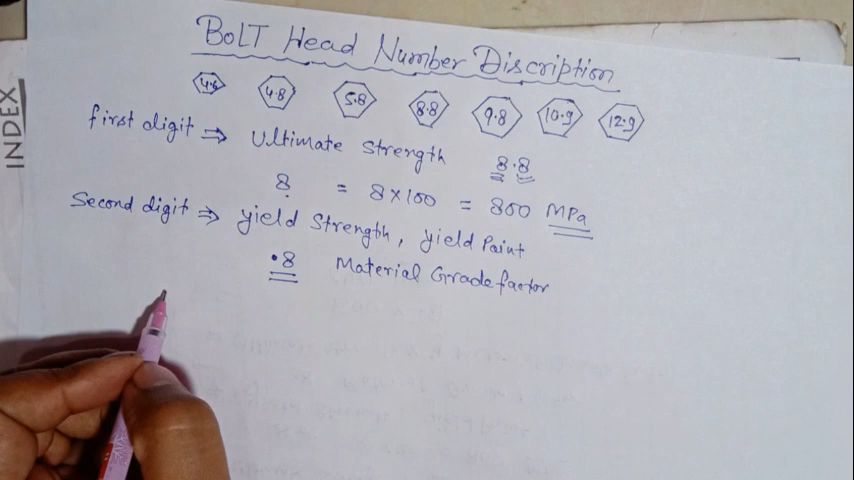 INDEX
BoLT Head Number Discription
4.6 4.8 5.8 8.8 9.8 10.9 12.9
first digit ⇒ Ultimate Strength 8.8
8 = 8×100 = 800 MPa
Second digit ⇒ yield Strength, yield Point
.8 Material Grade factor